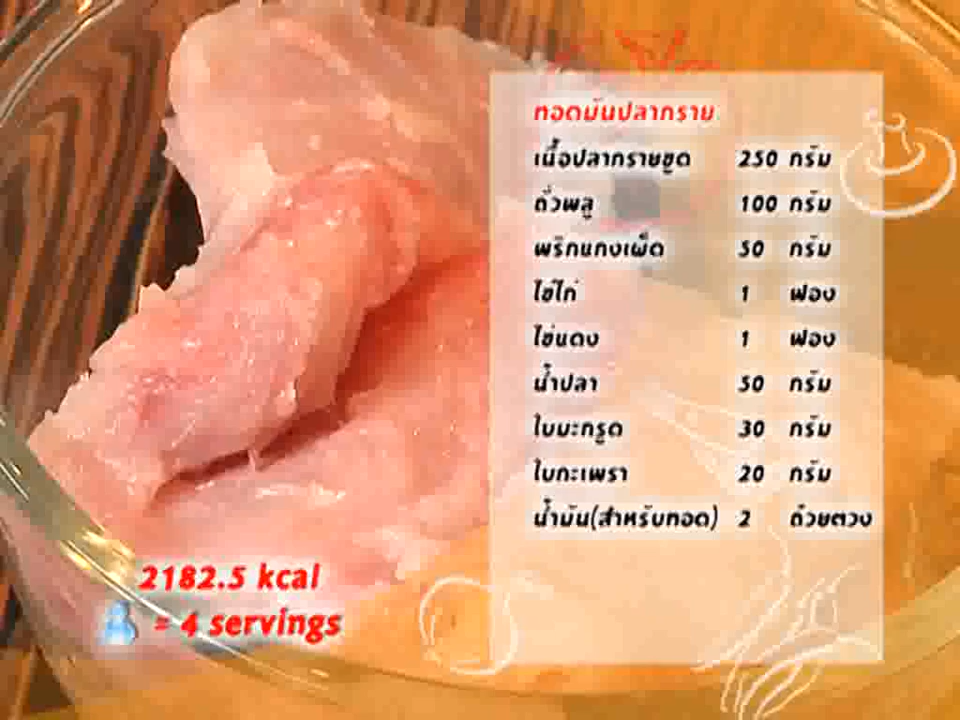 ทอดมันปลากราย
เนื้อปลากรายขูด 250 กรัม
ถั่วพลู 100 กรัม
พริกแกงเผ็ด 50 กรัม
ไข่ไก่ 1 ฟอง
ไข่แดง 1 ฟอง
น้ำปลา 50 กรัม
ใบมะกรูด 30 กรัม
ใบกะเพรา 20 กรัม
น้ำมัน(สำหรับทอด) 2 ถ้วยตวง
2182.5 kcal
= 4 servings